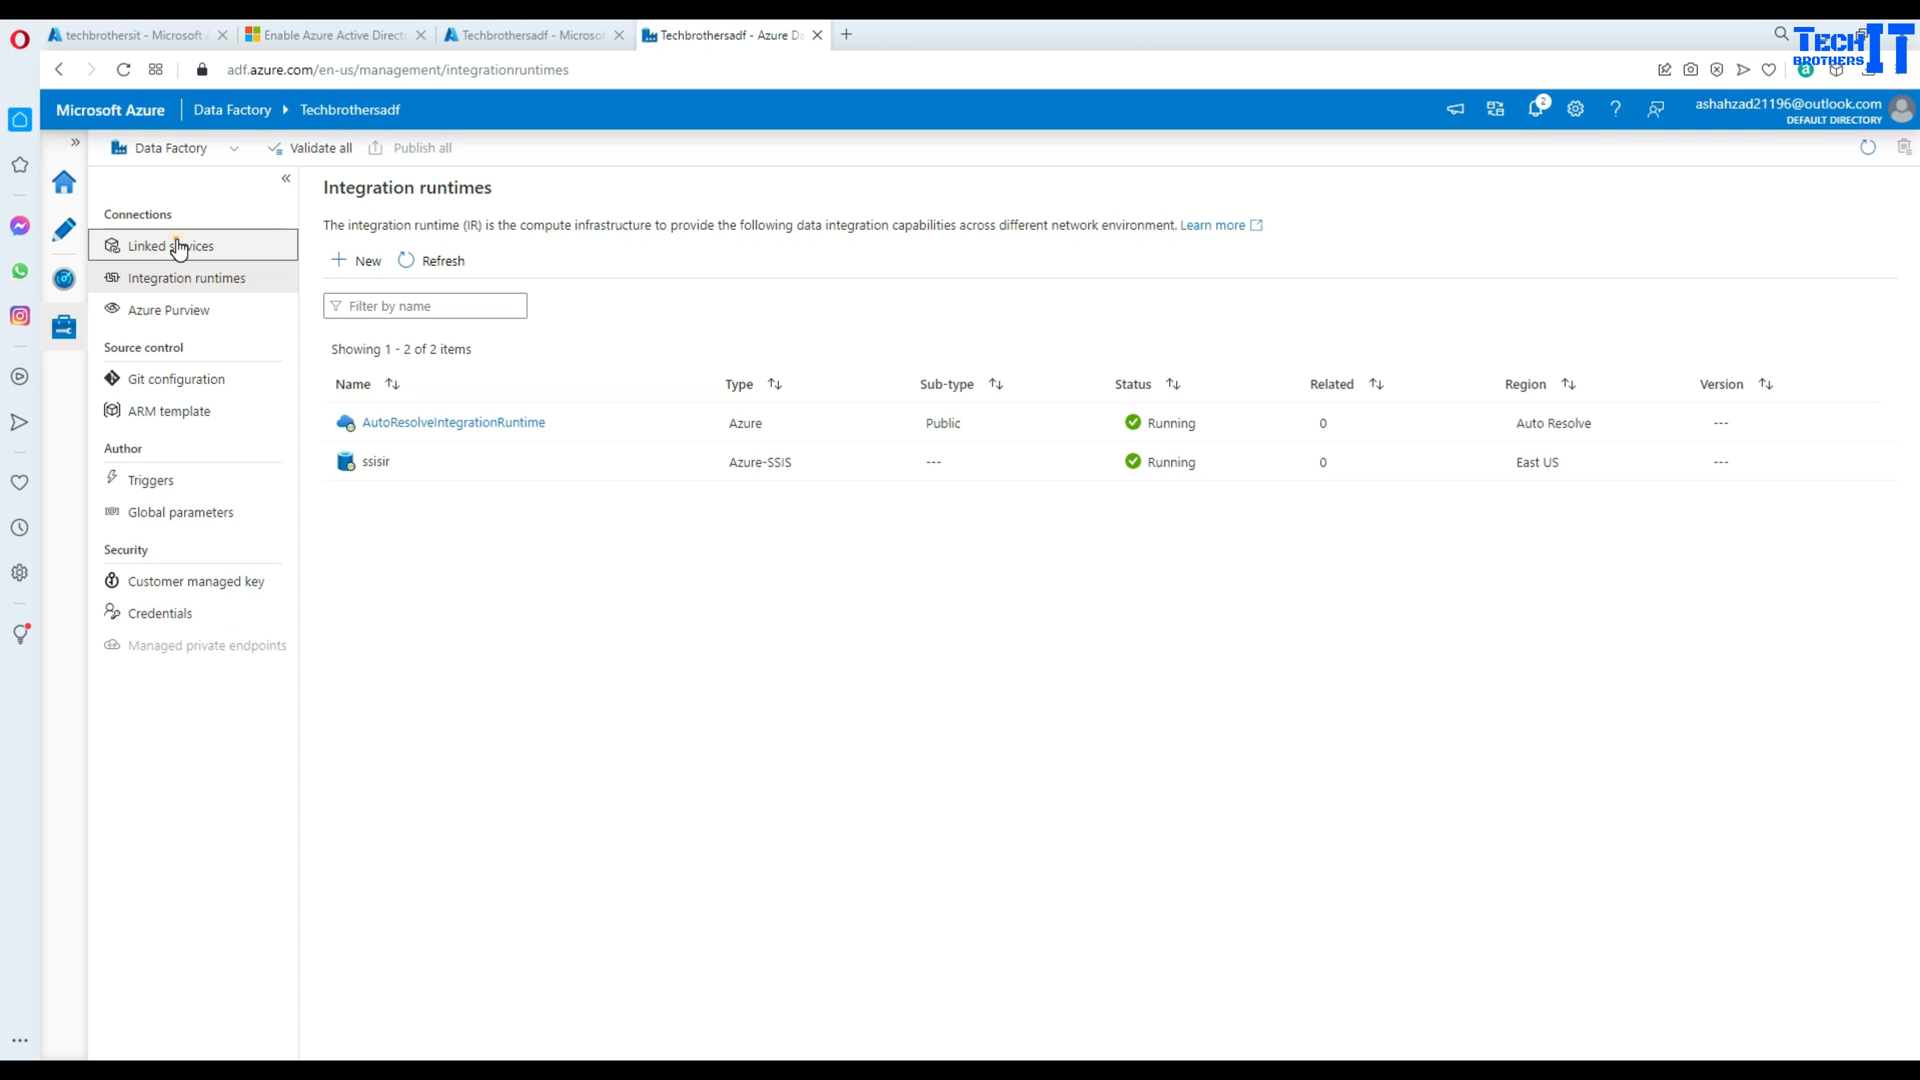 techbrothersit - Microsoft A
Enable Azure Active Directo
Techbrothersadf - Microsof
Techbrothersadf - Azure Da
TECH IT
BROTHERS
adf.azure.com/en-us/management/integrationruntimes
Microsoft Azure
Data Factory
Techbrothersadf
2
ashahzad21196@outlook.com
DEFAULT DIRECTORY
Data Factory
Validate all
Publish all
Connections
Linked services
Integration runtimes
Azure Purview
Source control
Git configuration
ARM template
Author
Triggers
Global parameters
Security
Customer managed key
Credentials
Managed private endpoints
Integration runtimes
The integration runtime (IR) is the compute infrastructure to provide the following data integration capabilities across different network environment. Learn more
New
Refresh
Filter by name
Showing 1 - 2 of 2 items
Name Type Sub-type Status Related Region Version
AutoResolveIntegrationRuntime Azure Public Running 0 Auto Resolve ---
ssisir Azure-SSIS --- Running 0 East US ---